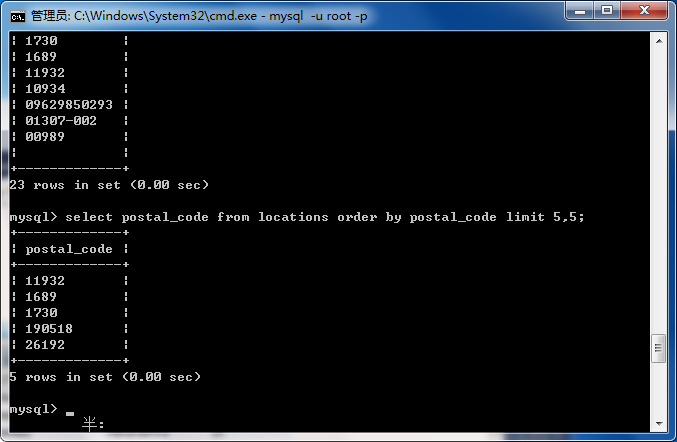 管理员: C:\Windows\System32\cmd.exe - mysql  -u root -p
| 1730        |
| 1689        |
| 11932       |
| 10934       |
| 09629850293 |
| 01307-002   |
| 00989       |
|             |
+-------------+
23 rows in set (0.00 sec)
mysql> select postal_code from locations order by postal_code limit 5,5;
+-------------+
| postal_code |
+-------------+
| 11932       |
| 1689        |
| 1730        |
| 190518      |
| 26192       |
+-------------+
5 rows in set (0.00 sec)
mysql> _
半: